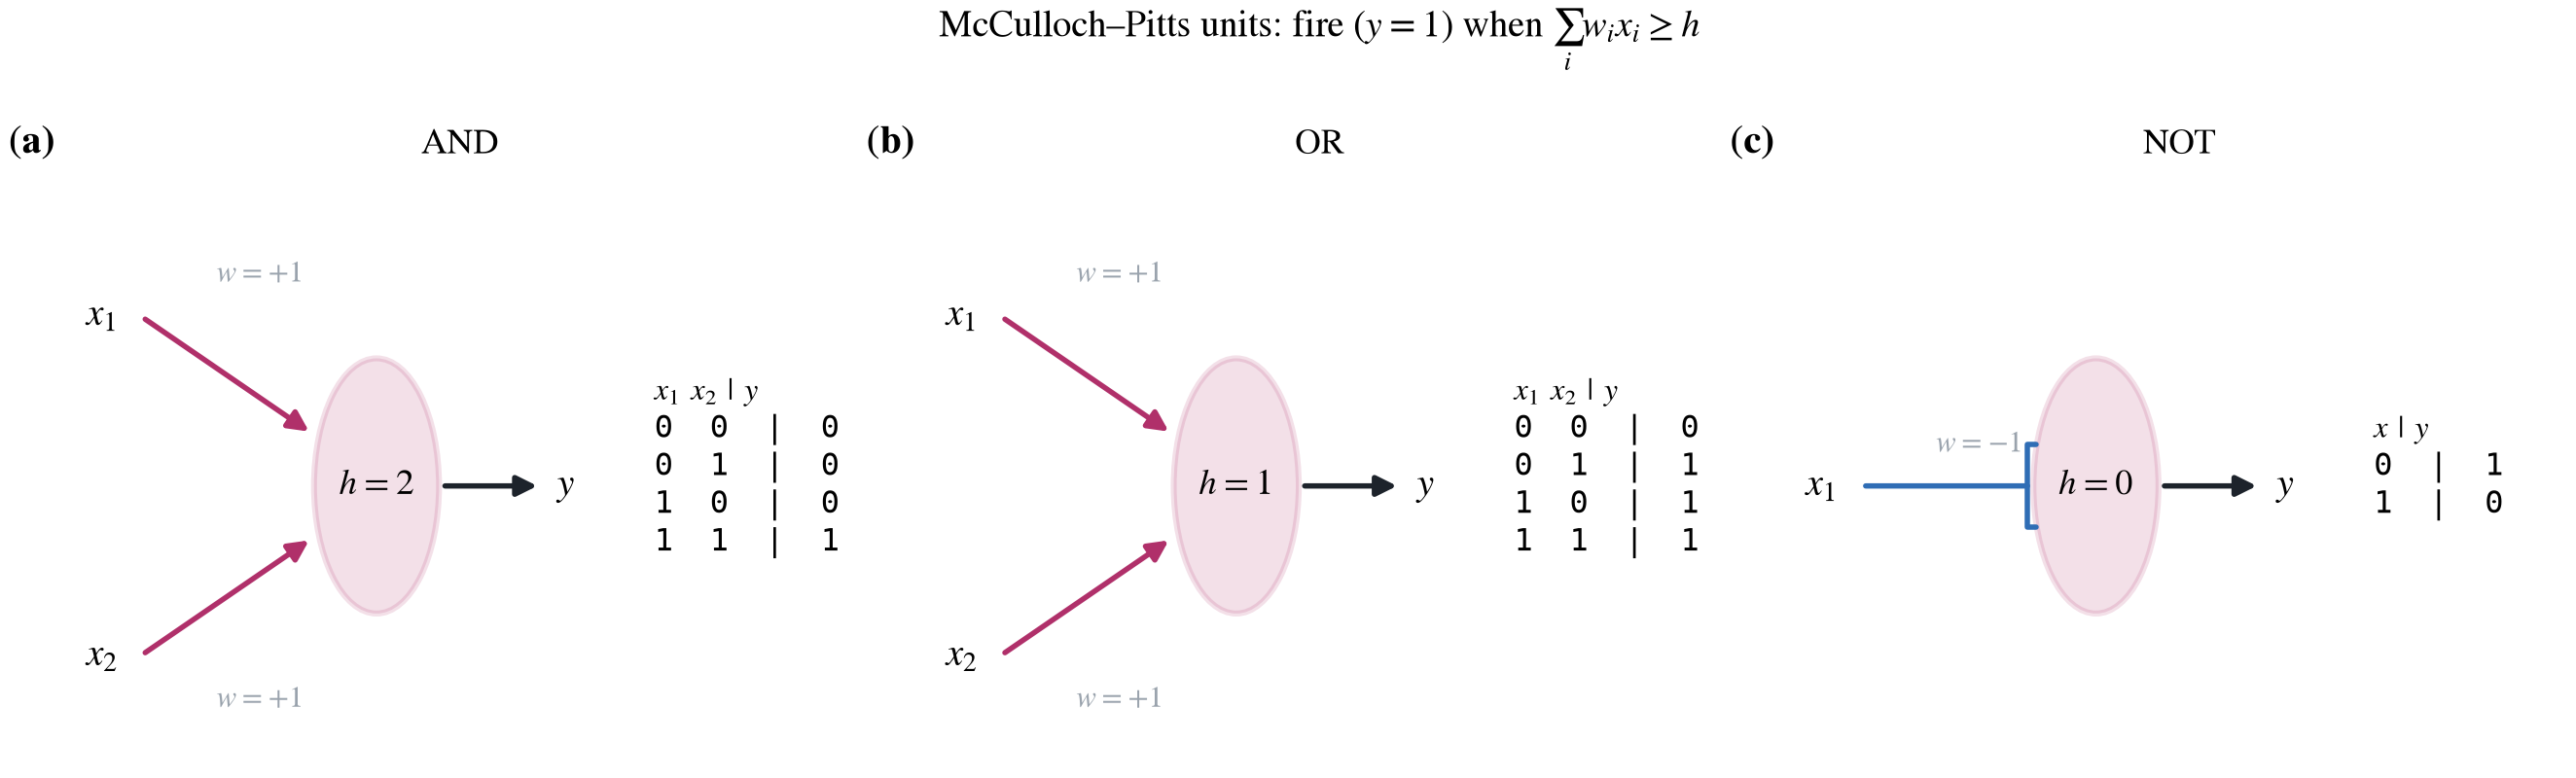 McCulloch–Pitts units: fire (y = 1) when ∑ᵢ wᵢxᵢ ≥ h
(a) AND
w = +1
x₁
h = 2
y
x₂
w = +1
x₁ x₂ | y
0 0 | 0
0 1 | 0
1 0 | 0
1 1 | 1
(b) OR
w = +1
x₁
h = 1
y
x₂
w = +1
x₁ x₂ | y
0 0 | 0
0 1 | 1
1 0 | 1
1 1 | 1
(c) NOT
w = −1
x₁
h = 0
y
x | y
0 | 1
1 | 0